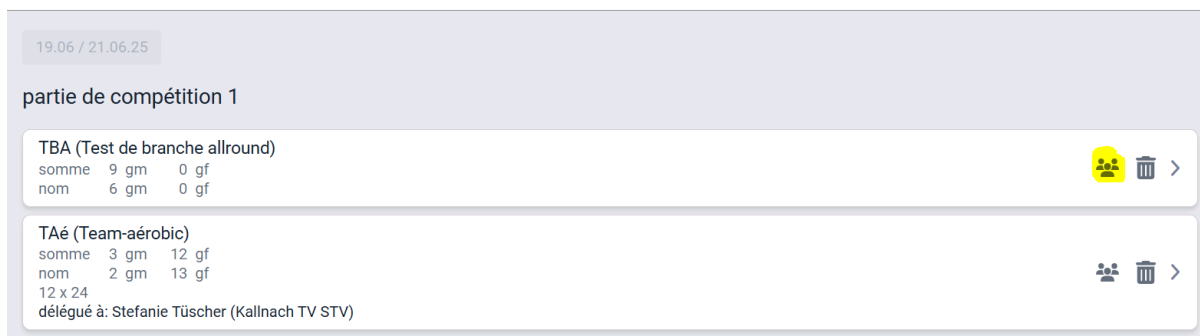 19.06 / 21.06.25
partie de compétition 1
TBA (Test de branche allround)
somme 9 gm 0 gf
nom 6 gm 0 gf
TAé (Team-aérobic)
somme 3 gm 12 gf
nom 2 gm 13 gf
12 x 24
délégué à: Stefanie Tüscher (Kallnach TV STV)